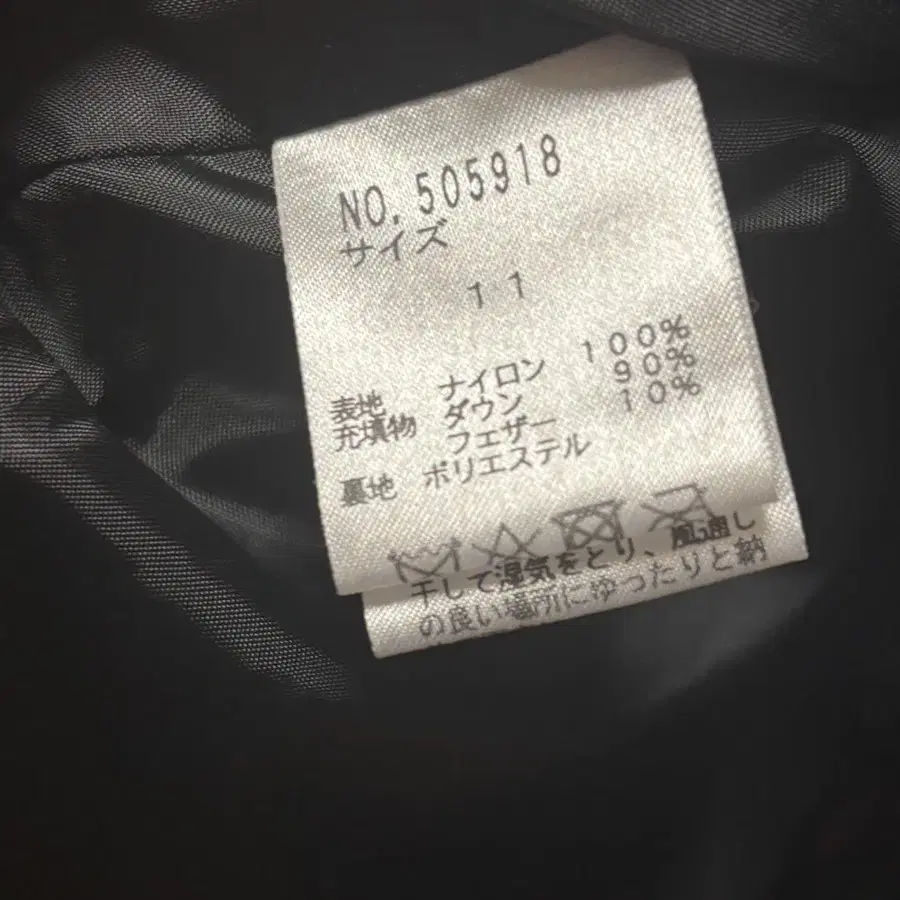 NO.505918
サイズ
11
表地 ナイロン 100%
充填物 ダウン 90%
フェザー 10%
裏地 ポリエステル
干して湿気をとり、風通し
の良い場所にゆったりと納